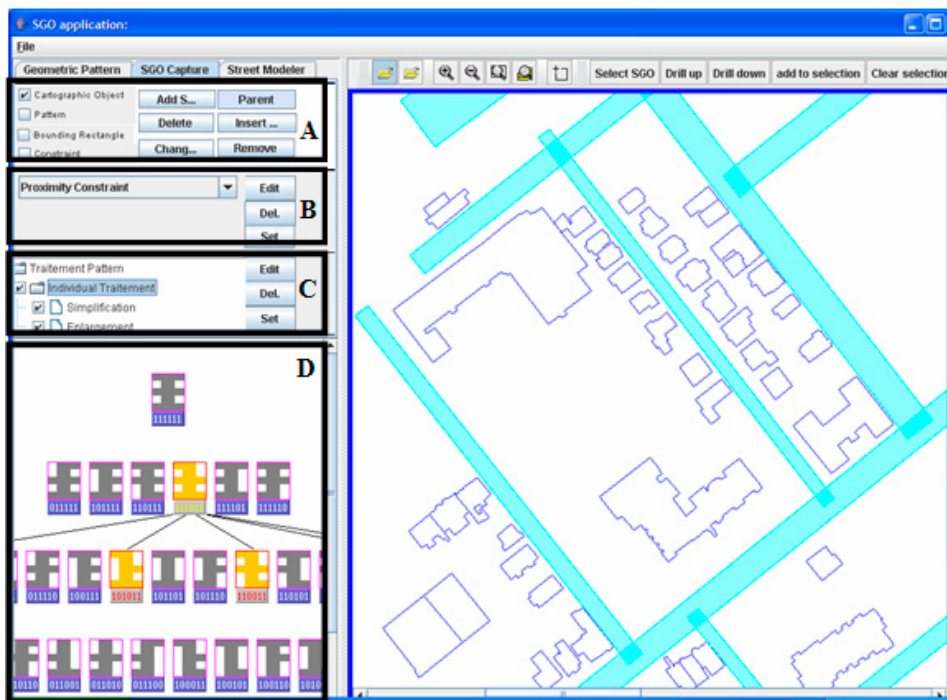 SGO application:
File
Geometric Pattern SGO Capture Street Modeler
Select SGO Drill up Drill down add to selection Clear selection
Cartographic Object Add S... Parent
Pattern Delete Insert ...
Bounding Rectangle
Constraint Chang... Remove
A
Proximity Constraint Edit
Del.
Set
B
Traitement Pattern Edit
Individual Traitement Del.
Simplification Set
Enlargement
C
D
111111
011111 101111 110111 111011 111101 111110
011110 100111 101011 101101 101110 110011 110101
011001 011010 011100 100011 100101 100110 1010